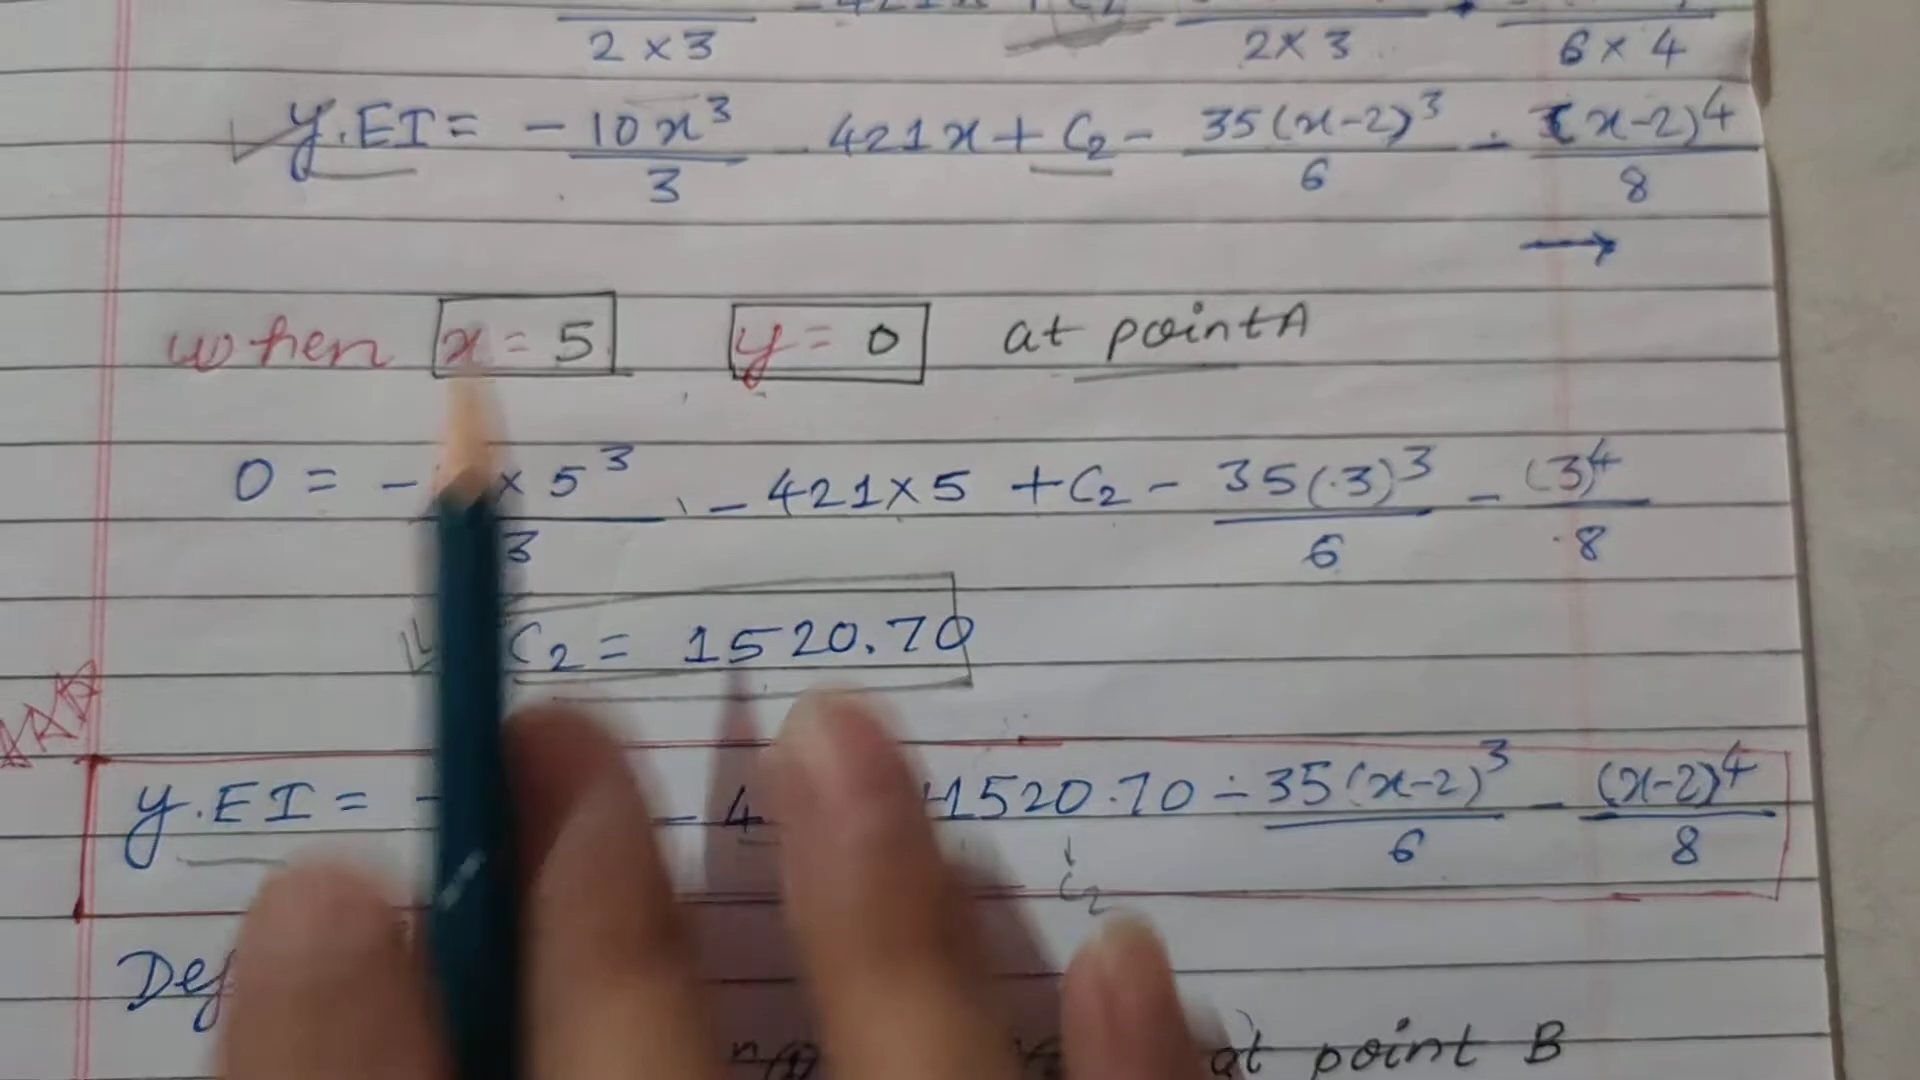 2 × 3 2 × 3 6 × 4
y.EI = - 10x³/3 - 421x + C₂ - 35(x-2)³/6 - (x-2)⁴/8
→
when x = 5 y = 0 at point A
0 = - × 5³/3 - 421 × 5 + C₂ - 35(3)³/6 - (3)⁴/8
C₂ = 1520.70
y.EI = - - 4 + 1520.70 - 35(x-2)³/6 - (x-2)⁴/8
↓
C₂
at point B